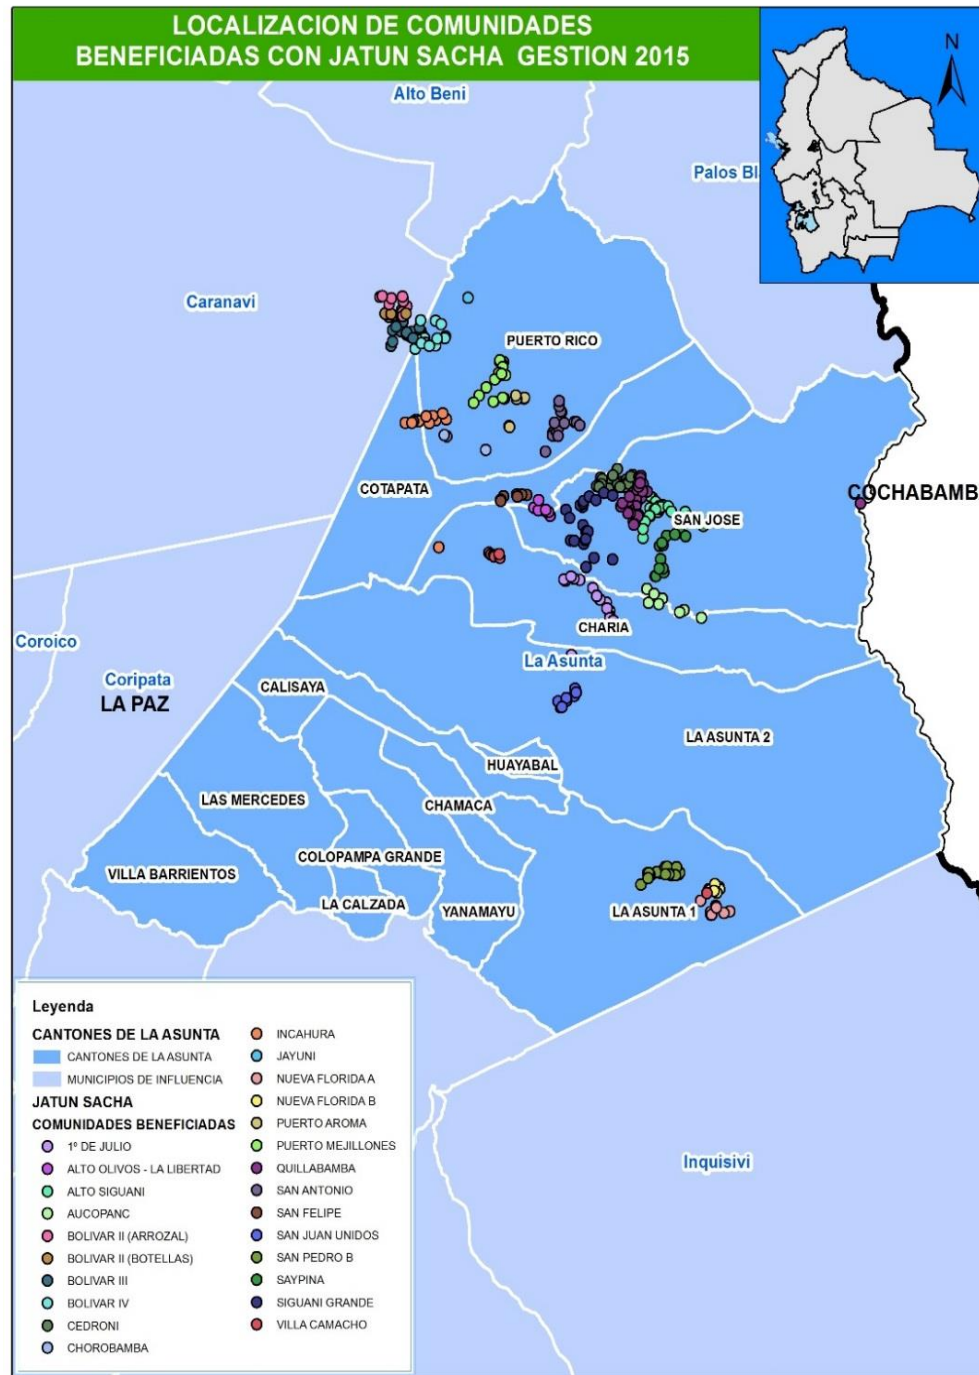 LOCALIZACION DE COMUNIDADES
BENEFICIADAS CON JATUN SACHA  GESTION 2015
N
Alto Beni
Palos Bl
Caranavi
PUERTO RICO
COTAPATA
COCHABAMB
SAN JOSE
CHARIA
Coroico
La Asunta
Coripata
LA PAZ
CALISAYA
LA ASUNTA 2
HUAYABAL
LAS MERCEDES
CHAMACA
COLOPAMPA GRANDE
VILLA BARRIENTOS
LA CALZADA
YANAMAYU
LA ASUNTA 1
Inquisivi
Leyenda
CANTONES DE LA ASUNTA
CANTONES DE LA ASUNTA
MUNICIPIOS DE INFLUENCIA
JATUN SACHA
COMUNIDADES BENEFICIADAS
1º DE JULIO
ALTO OLIVOS - LA LIBERTAD
ALTO SIGUANI
AUCOPANC
BOLIVAR II (ARROZAL)
BOLIVAR II (BOTELLAS)
BOLIVAR III
BOLIVAR IV
CEDRONI
CHOROBAMBA
INCAHURA
JAYUNI
NUEVA FLORIDA A
NUEVA FLORIDA B
PUERTO AROMA
PUERTO MEJILLONES
QUILLABAMBA
SAN ANTONIO
SAN FELIPE
SAN JUAN UNIDOS
SAN PEDRO B
SAYPINA
SIGUANI GRANDE
VILLA CAMACHO